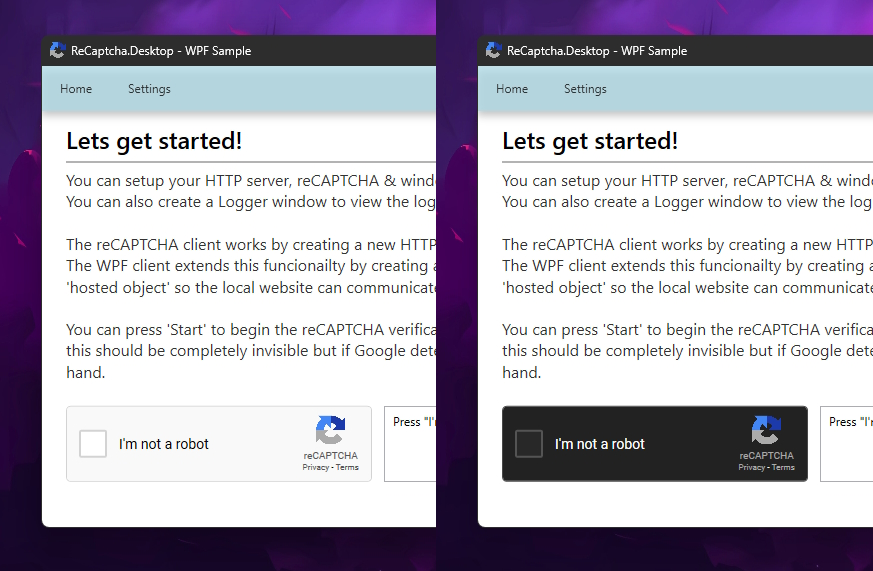 ReCaptcha.Desktop - WPF Sample
Home Settings
Lets get started!
You can setup your HTTP server, reCAPTCHA &
You can also create a Logger window to view the log
The reCAPTCHA client works by creating a new HTTP
The WPF client extends this funcionailty by creating a
'hosted object' so the local website can communicate
You can press 'Start' to begin the reCAPTCHA
this should be completely invisible but if Google
hand.
I'm not a robot
reCAPTCHA
Privacy - Terms
Press "I'
ReCaptcha.Desktop - WPF Sample
Home Settings
Lets get started!
You can setup your HTTP server, reCAPTCHA &
You can also create a Logger window to view the log
The reCAPTCHA client works by creating a new HTTP
The WPF client extends this funcionailty by creating a
'hosted object' so the local website can communicate
You can press 'Start' to begin the reCAPTCHA
this should be completely invisible but if Google
hand.
I'm not a robot
reCAPTCHA
Privacy - Terms
Press "I'